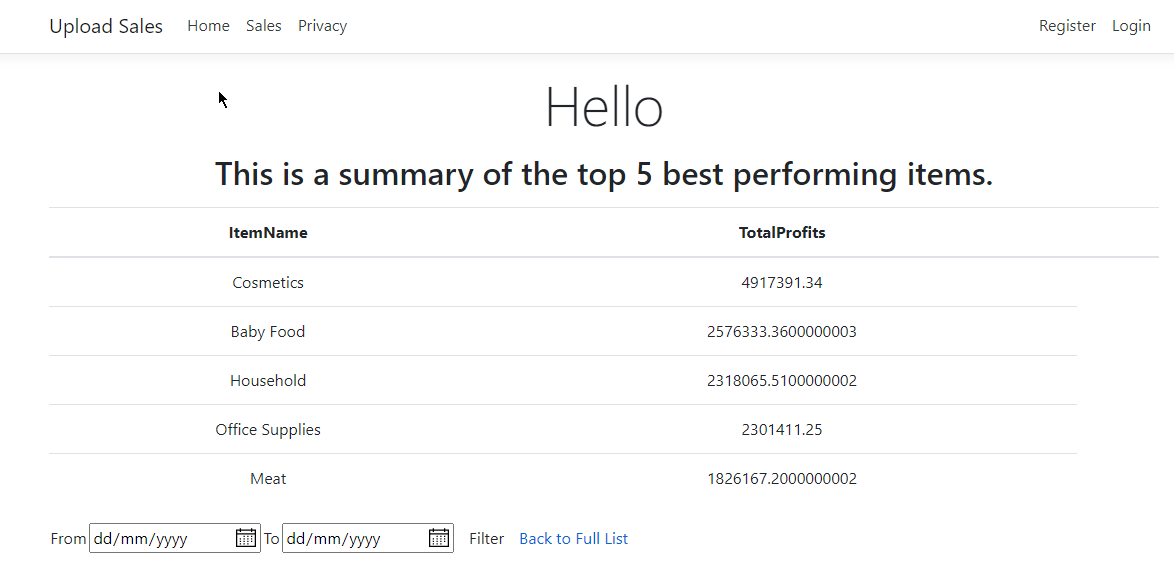 Upload Sales Home Sales Privacy Register Login
Hello
This is a summary of the top 5 best performing items.
ItemName TotalProfits
Cosmetics 4917391.34
Baby Food 2576333.3600000003
Household 2318065.5100000002
Office Supplies 2301411.25
Meat 1826167.2000000002
From dd/mm/yyyy To dd/mm/yyyy Filter Back to Full List